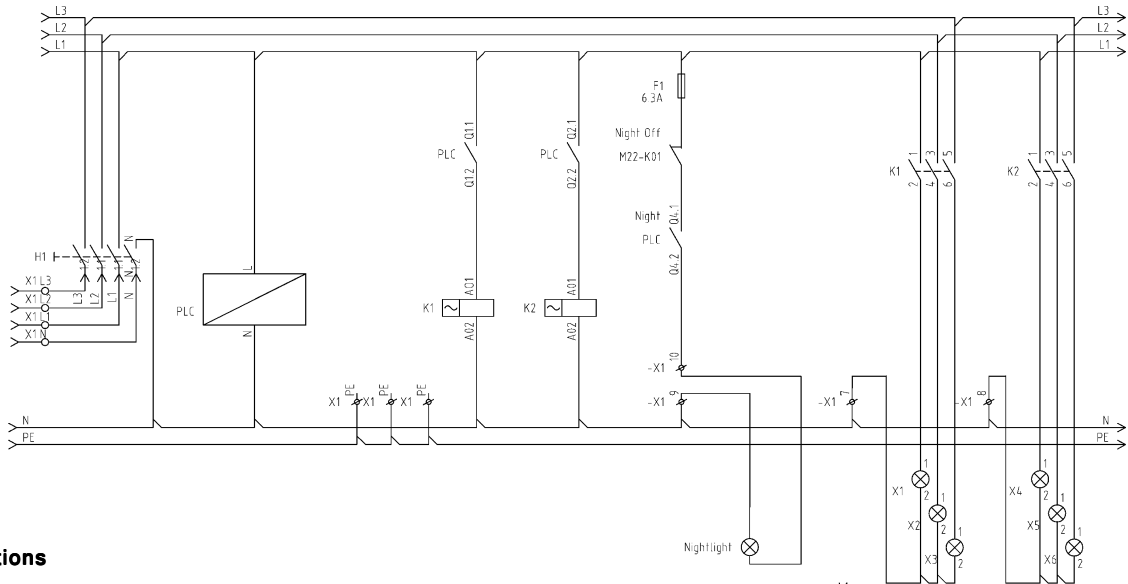 L3 L3
L2 L2
L1 L1
F1
6.3A
Night Off
M22-K01
Q1.1
PLC
Q1.2
Q2.1
PLC
Q2.2
K1
1 3 5
2 4 6
K2
1 3 5
2 4 6
Night
PLC
Q4.1
Q4.2
H1
N
N
X1 L3
X1 L2
X1 L1
X1 N
L3 L2 L1 N
PLC
L
N
K1
A01
A02
K2
A01
A02
-X1 10
X1 PE X1 PE X1 PE
-X1 9
-X1 7
-X1 8
N N
PE PE
X1 1 2
X2 1 2
X3 1 2
X4 1 2
X5 1 2
X6 1 2
Nightlight
tions